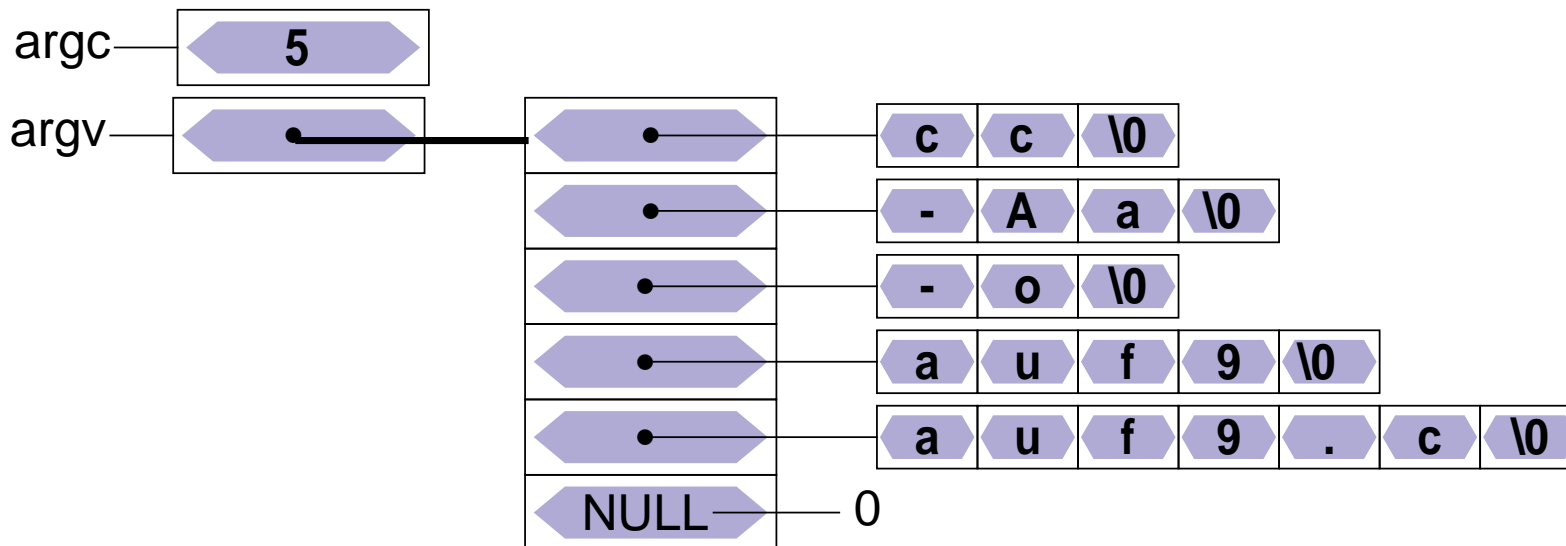 argc 5
argv c c \0
- A a \0
- o \0
a u f 9 \0
a u f 9 . c \0
NULL 0